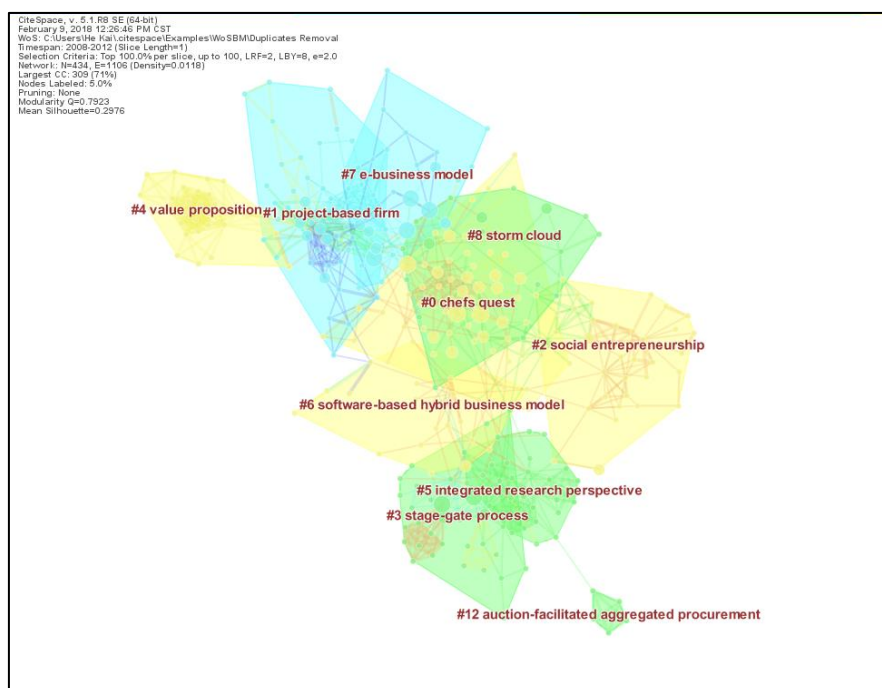 CiteSpace, v. 5.1.R8 SE (64-bit)
February 9, 2018 12:26:46 PM CST
WoS: C:\Users\He Kai\.citespace\Examples\WoSBM\Duplicates Removal
Timespan: 2008-2012 (Slice Length=1)
Selection Criteria: Top 100.0% per slice, up to 100, LRF=2, LBY=8, e=2.0
Network: N=434, E=1106 (Density=0.0118)
Largest CC: 309 (71%)
Nodes Labeled: 5.0%
Pruning: None
Modularity Q=0.7923
Mean Silhouette=0.2976
#7 e-business model
#4 value proposition
#1 project-based firm
#8 storm cloud
#0 chefs quest
#2 social entrepreneurship
#6 software-based hybrid business model
#5 integrated research perspective
#3 stage-gate process
#12 auction-facilitated aggregated procurement